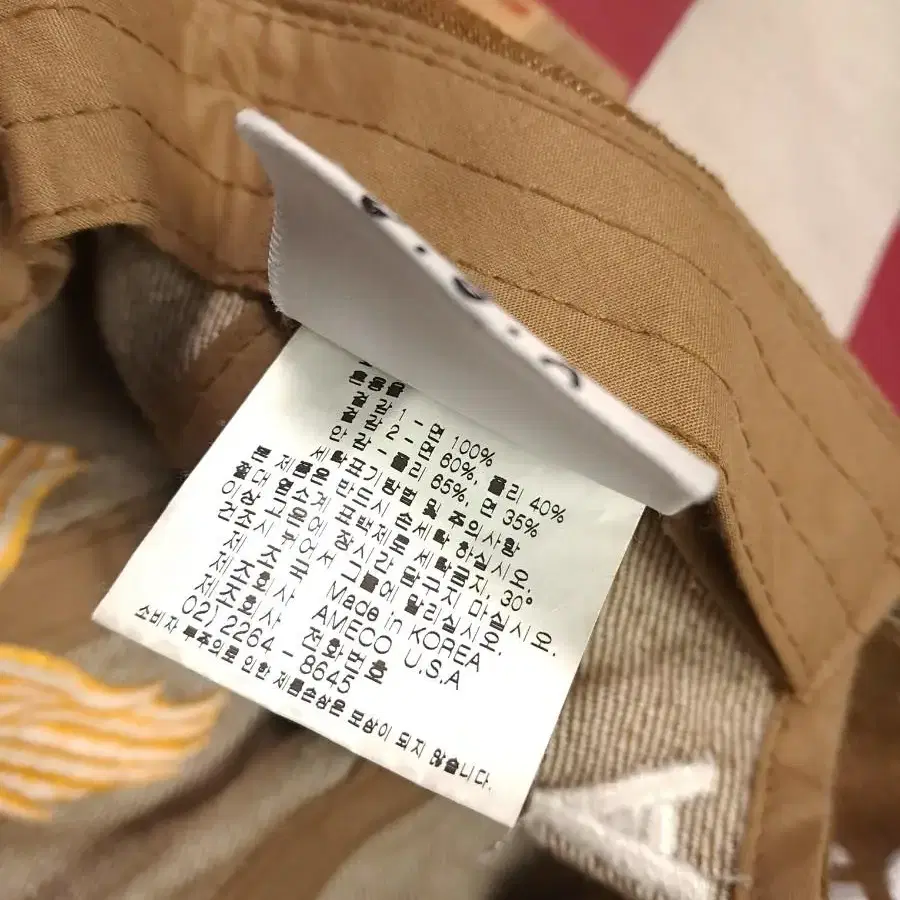 혼용율
겉감 1 - 면 100%
겉감 2 - 면 60%, 폴리 40%
안감 - 폴리 65%, 면 35%
세탁표기방법 및 주의사항
본 제품은 반드시 손세탁 하십시오.
절대 염소계 표백제로 세탁금지, 30°
이상 고온에 장시간 담구지 마십시오.
건조시 뉘어서 그늘에 말리십시오.
제 조 국 Made in KOREA
제조회사 AMECO U.S.A
제조회사 전화번호
02) 2264 - 8645
소비자 부주의로 인한 제품손상은 보상이 되지 않습니다.